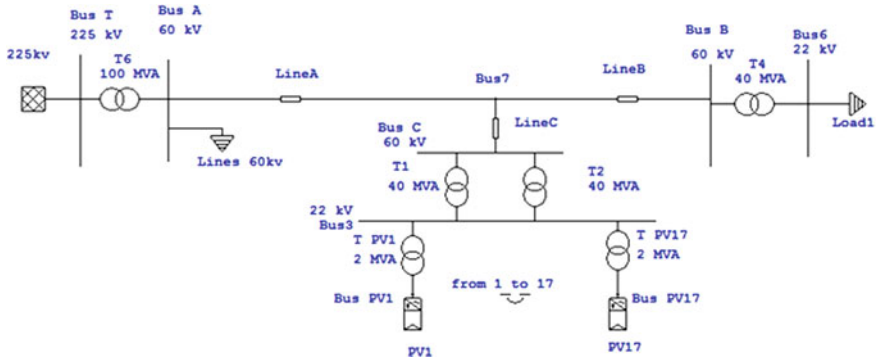 Bus T
225 kV
Bus A
60 kV
225kv
T6
100 MVA
LineA
Bus7
LineB
Bus B
60 kV
Bus6
22 kV
T4
40 MVA
Load1
Lines 60kv
LineC
Bus C
60 kV
T1
40 MVA
T2
40 MVA
22 kV
Bus3
T PV1
2 MVA
T PV17
2 MVA
from 1 to 17
Bus PV1
Bus PV17
PV1
PV17